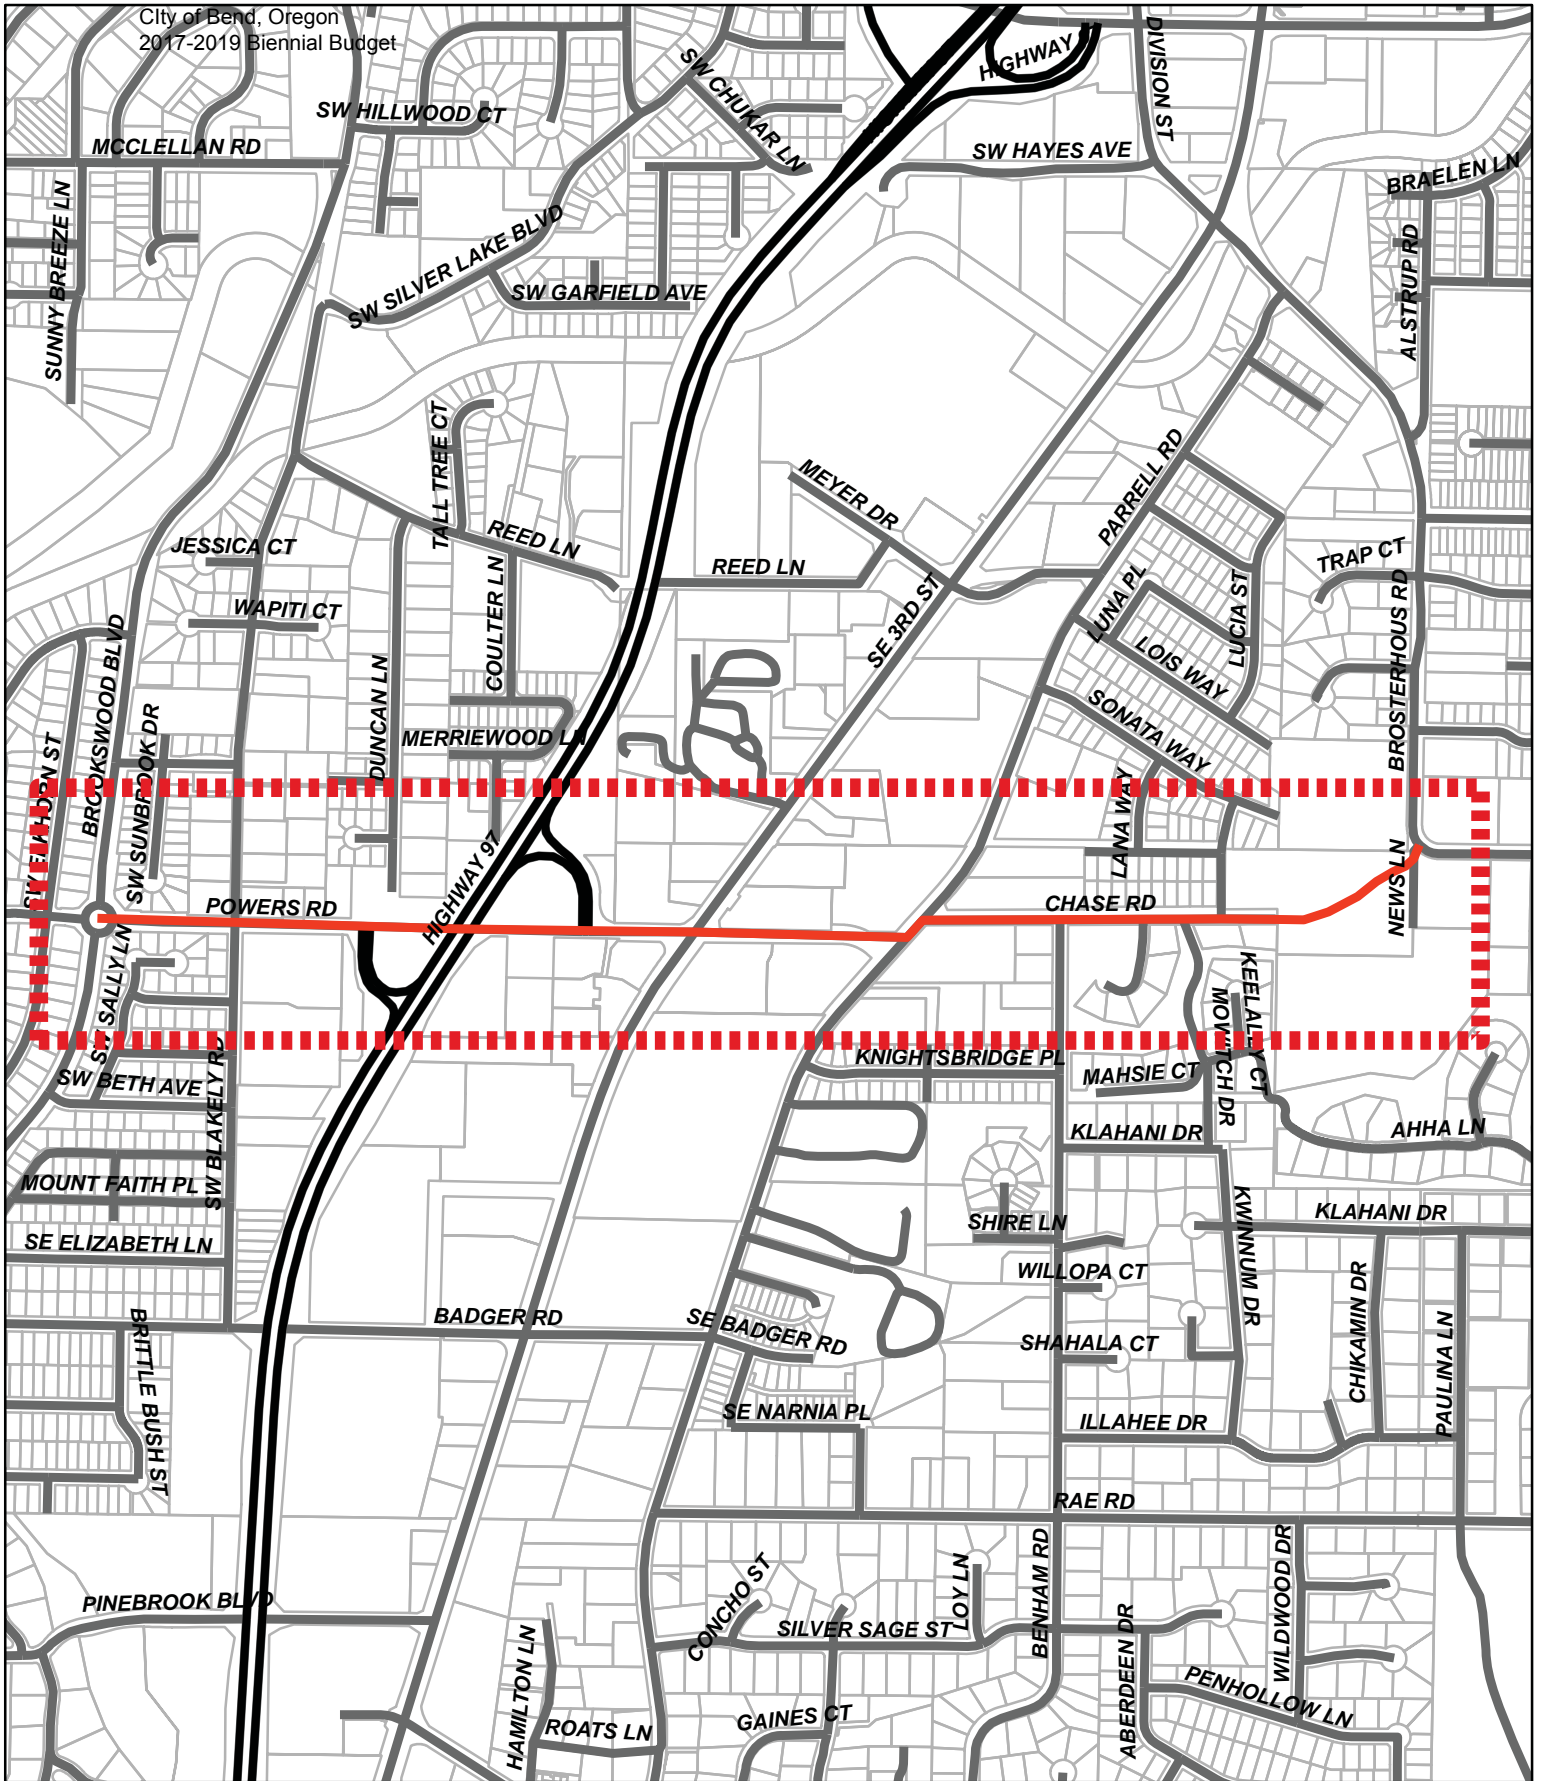 CIty of Bend, Oregon
2017-2019 Biennial Budget
HIGHWAY
DIVISION ST
SW CHUKAR LN
SW HILLWOOD CT
MCCLELLAN RD
SW HAYES AVE
BRAELEN LN
SUNNY BREEZE LN
SW SILVER LAKE BLVD
SW GARFIELD AVE
ALSTRUP RD
TALL TREE CT
PARRELL RD
MEYER DR
REED LN
JESSICA CT
REED LN
TRAP CT
COULTER LN
LUNA PL
LUCIA ST
WAPITI CT
SE 3RD ST
BROOKSWOOD BLVD
DUNCAN LN
LOIS WAY
BROSTERHOUS RD
SW SUNBROOK DR
SONATA WAY
MERRIEWOOD LN
SW ELKHORN ST
LANA WAY
HIGHWAY 97
NEWS LN
POWERS RD
CHASE RD
SW SALLY LN
KEELALLY CT
MOWITCH DR
KNIGHTSBRIDGE PL
MAHSIE CT
SW BETH AVE
SW BLAKELY RD
KLAHANI DR
AHHA LN
MOUNT FAITH PL
KWINNUM DR
SHIRE LN
KLAHANI DR
SE ELIZABETH LN
WILLOPA CT
CHIKAMIN DR
BADGER RD
SE BADGER RD
BRITTLE BUSH ST
SHAHALA CT
PAULINA LN
SE NARNIA PL
ILLAHEE DR
RAE RD
CONCHO ST
LOY LN
BENHAM RD
WILDWOOD DR
PINEBROOK BLVD
SILVER SAGE ST
HAMILTON LN
ABERDEEN DR
PENHOLLOW LN
ROATS LN
GAINES CT